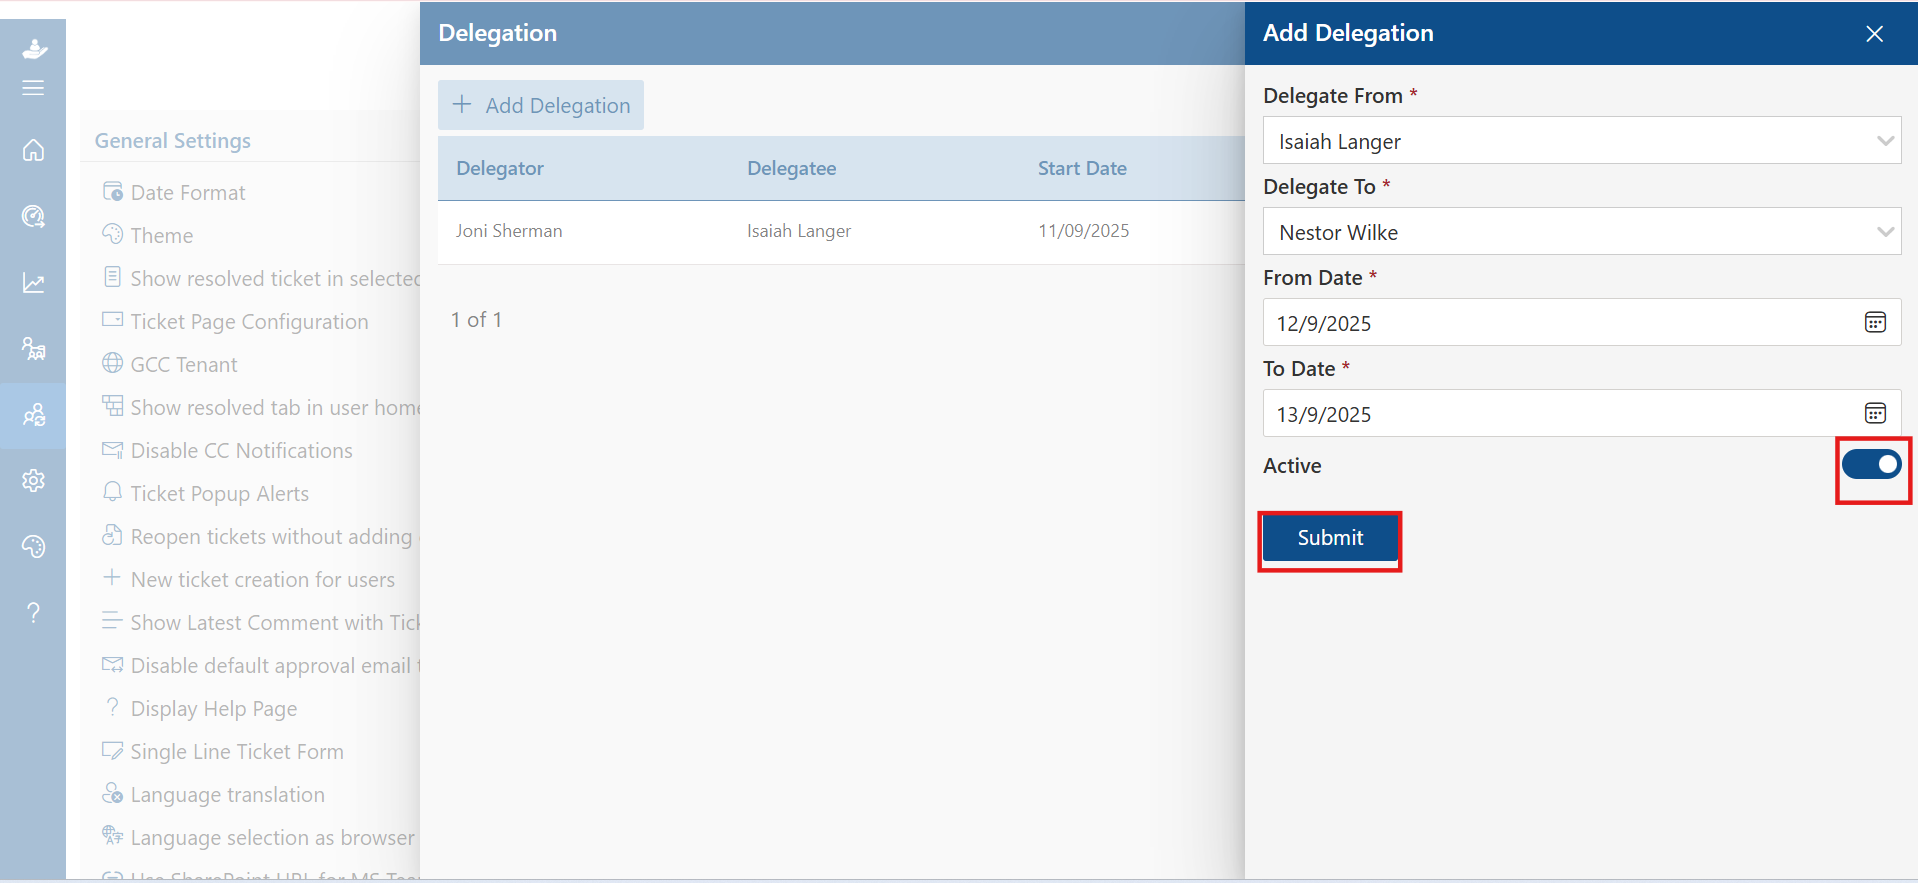 General Settings
Date Format
Theme
Show resolved ticket in selected
Ticket Page Configuration
GCC Tenant
Show resolved tab in user home
Disable CC Notifications
Ticket Popup Alerts
Reopen tickets without adding
New ticket creation for users
Show Latest Comment with Tick
Disable default approval email
Display Help Page
Single Line Ticket Form
Language translation
Language selection as browser
Delegation
+ Add Delegation
Delegator Delegatee Start Date
Joni Sherman Isaiah Langer 11/09/2025
1 of 1
Add Delegation
Delegate From *
Isaiah Langer
Delegate To *
Nestor Wilke
From Date *
12/9/2025
To Date *
13/9/2025
Active
Submit